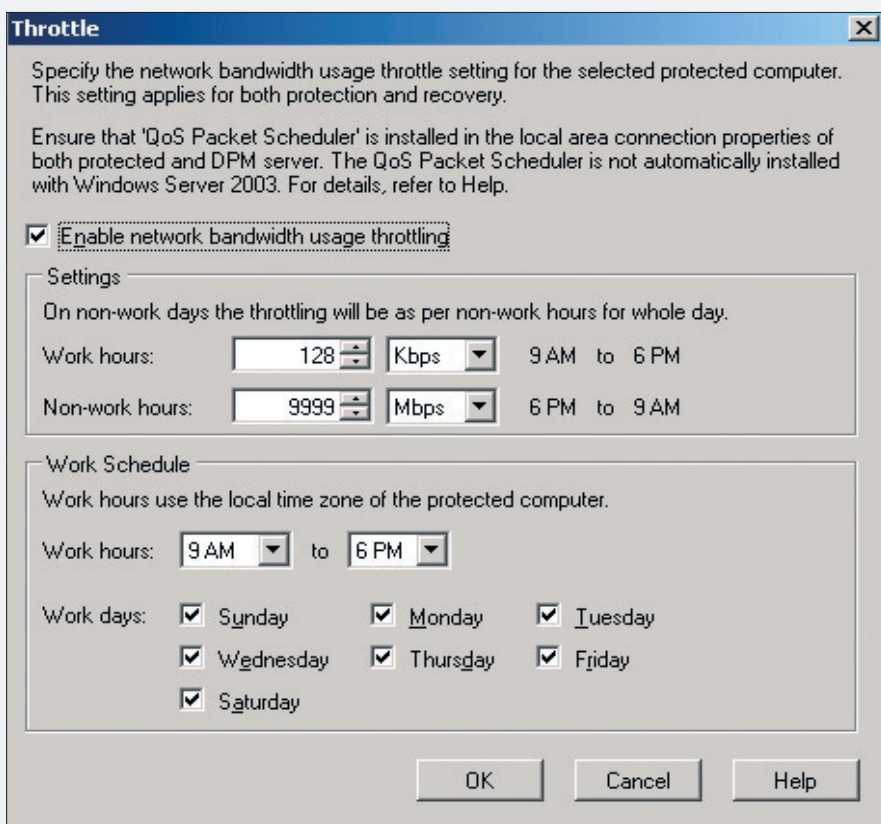 Throttle
Specify the network bandwidth usage throttle setting for the selected protected computer.
This setting applies for both protection and recovery.
Ensure that 'QoS Packet Scheduler' is installed in the local area connection properties of
both protected and DPM server. The QoS Packet Scheduler is not automatically installed
with Windows Server 2003. For details, refer to Help.
Enable network bandwidth usage throttling
Settings
On non-work days the throttling will be as per non-work hours for whole day.
Work hours: 128 Kbps 9 AM to 6 PM
Non-work hours: 9999 Mbps 6 PM to 9 AM
Work Schedule
Work hours use the local time zone of the protected computer.
Work hours: 9 AM to 6 PM
Work days: Sunday Monday Tuesday
Wednesday Thursday Friday
Saturday
OK Cancel Help